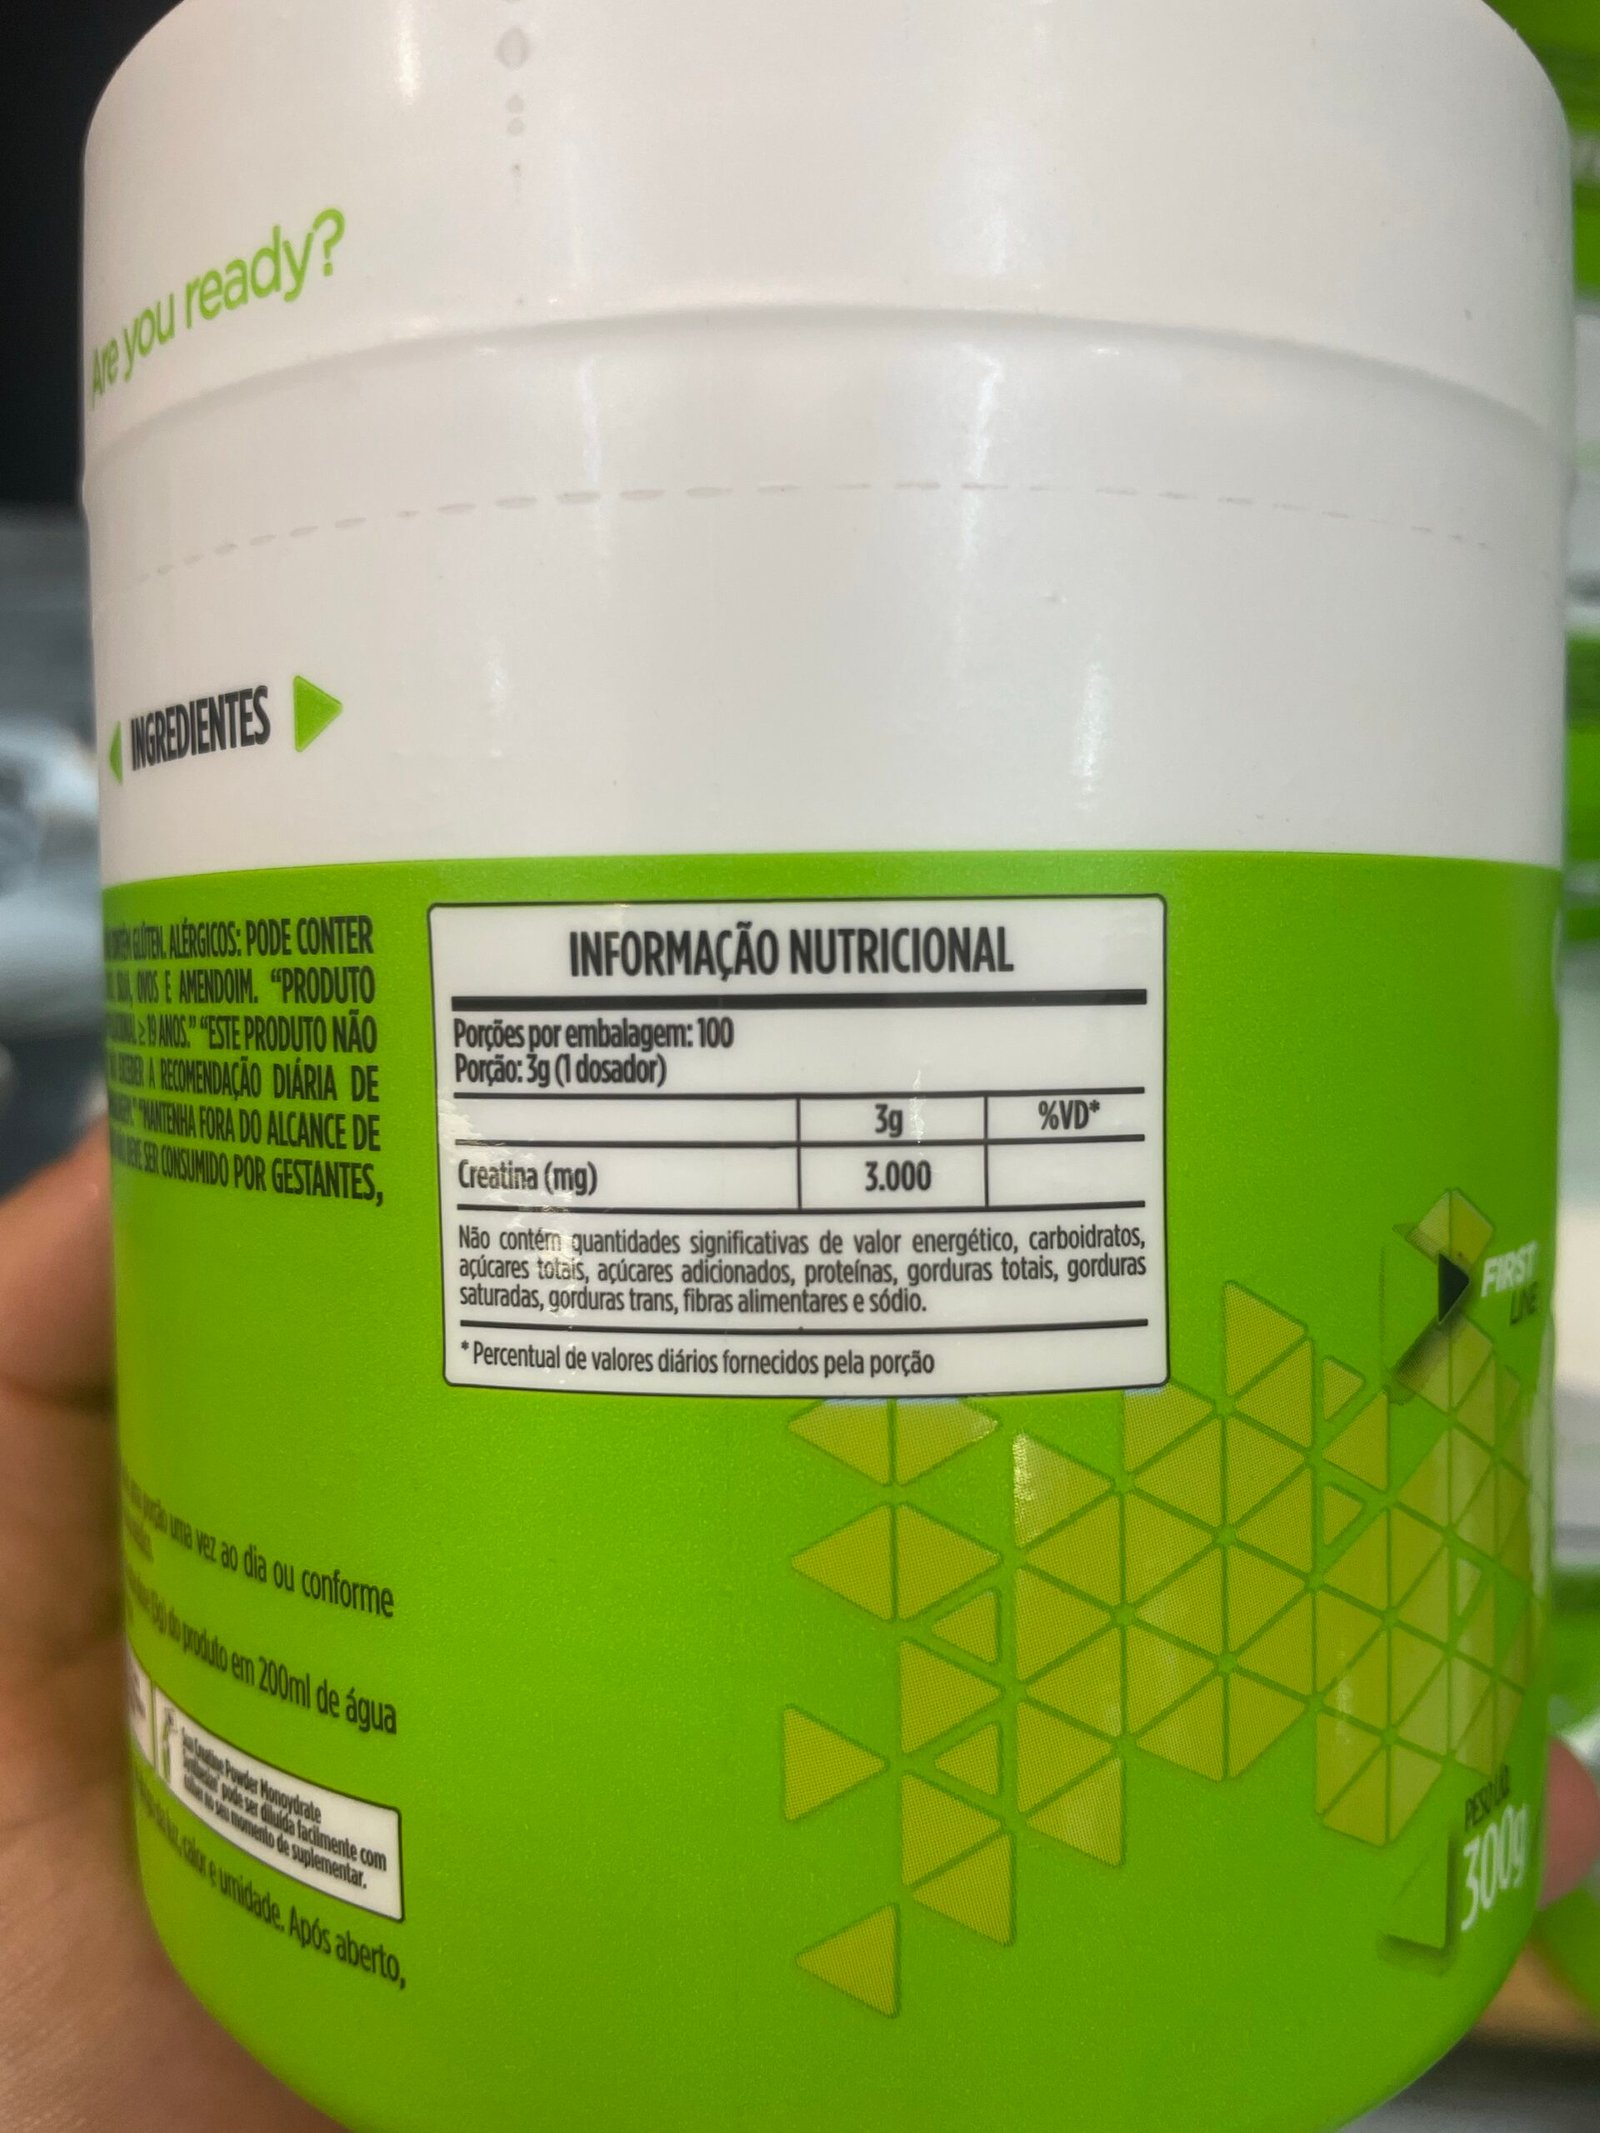 Are you ready?
INGREDIENTES
GLÚTEN. ALÉRGICOS: PODE CONTER
OVOS E AMENDOIM. “PRODUTO
≥ 19 ANOS.” “ESTE PRODUTO NÃO
A RECOMENDAÇÃO DIÁRIA DE
“MANTENHA FORA DO ALCANCE DE
SER CONSUMIDO POR GESTANTES,
INFORMAÇÃO NUTRICIONAL
Porções por embalagem: 100
Porção: 3g (1 dosador)
3g %VD*
Creatina (mg) 3.000
Não contém quantidades significativas de valor energético, carboidratos,
açúcares totais, açúcares adicionados, proteínas, gorduras totais, gorduras
saturadas, gorduras trans, fibras alimentares e sódio.
* Percentual de valores diários fornecidos pela porção
FIRST
LINE
uma vez ao dia ou conforme
do produto em 200ml de água
Sua Creatine Powder Monoydrate
pode ser diluída facilmente com
no seu momento de suplementar.
calor e umidade. Após aberto,
PESO LÍQ.
300g